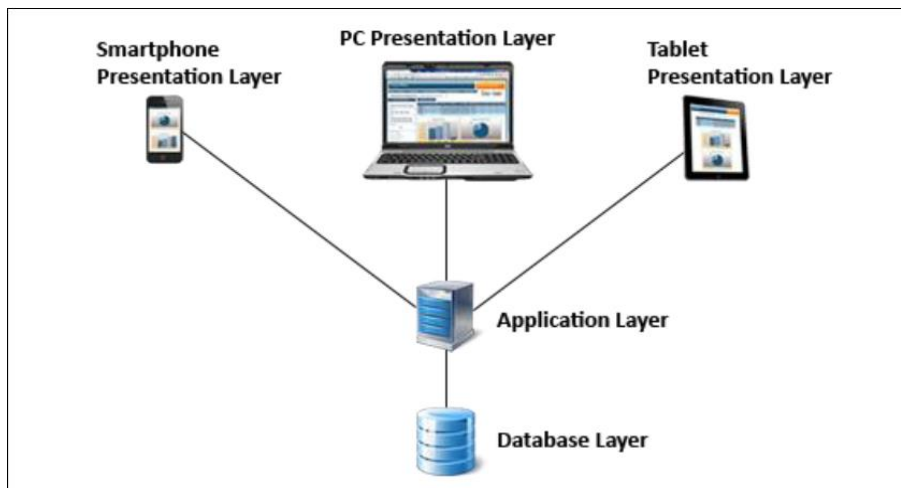 Smartphone
Presentation Layer
PC Presentation Layer
Tablet
Presentation Layer
Application Layer
Database Layer